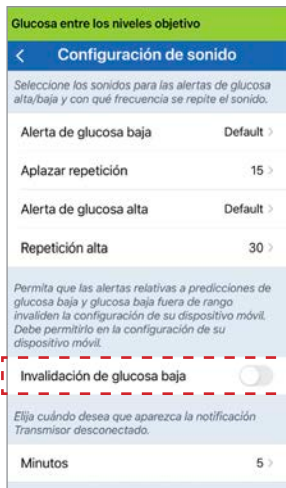 Glucosa entre los niveles objetivo
Configuración de sonido
Seleccione los sonidos para las alertas de glucosa
alta/baja y con qué frecuencia se repite el sonido.
Alerta de glucosa baja Default
Aplazar repetición 15
Alerta de glucosa alta Default
Repetición alta 30
Permita que las alertas relativas a predicciones de
glucosa baja y glucosa baja fuera de rango
invaliden la configuración de su dispositivo móvil.
Debe permitirlo en la configuración de su
dispositivo móvil.
Invalidación de glucosa baja
Elija cuándo desea que aparezca la notificación
Transmisor desconectado.
Minutos 5